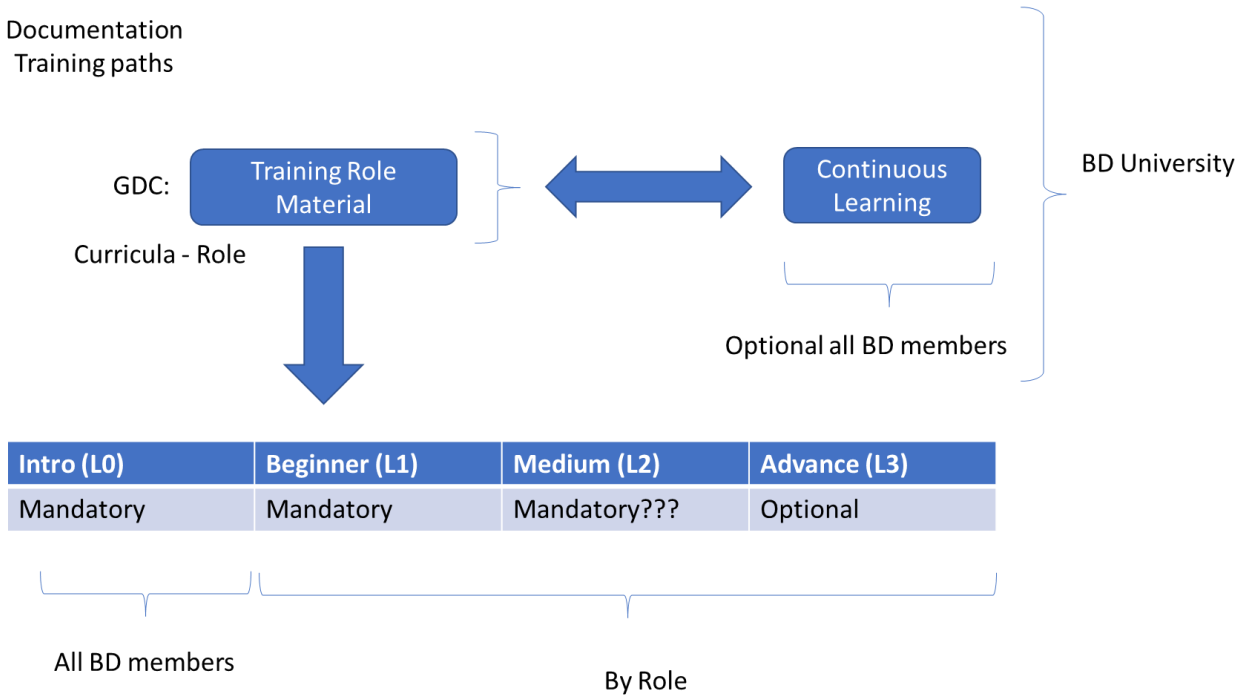 Documentation
Training paths
BD University
GDC:
Training Role
Material
Continuous
Learning
Curricula - Role
Optional all BD members
Intro (L0) Beginner (L1) Medium (L2) Advance (L3)
Mandatory Mandatory Mandatory??? Optional
All BD members
By Role